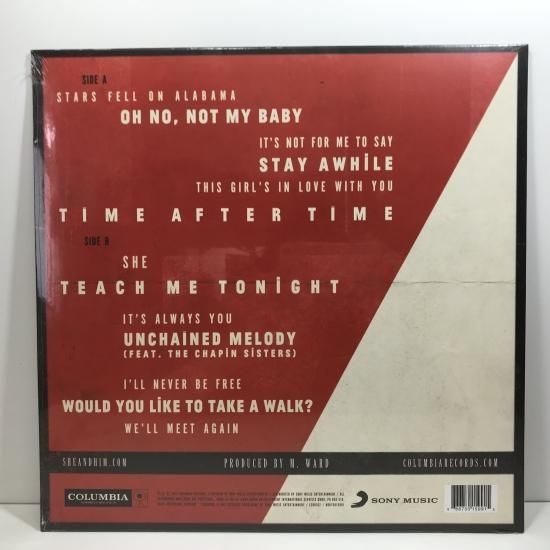 SIDE A
STARS FELL ON ALABAMA
OH NO, NOT MY BABY
IT'S NOT FOR ME TO SAY
STAY AWHILE
THIS GIRL'S IN LOVE WITH YOU
TIME AFTER TIME
SIDE B
SHE
TEACH ME TONIGHT
IT'S ALWAYS YOU
UNCHAINED MELODY
(FEAT. THE CHAPIN SISTERS)
I'LL NEVER BE FREE
WOULD YOU LIKE TO TAKE A WALK?
WE'LL MEET AGAIN
SHEANDHIM.COM PRODUCED BY M. WARD COLUMBIARECORDS.COM
COLUMBIA
SONY MUSIC